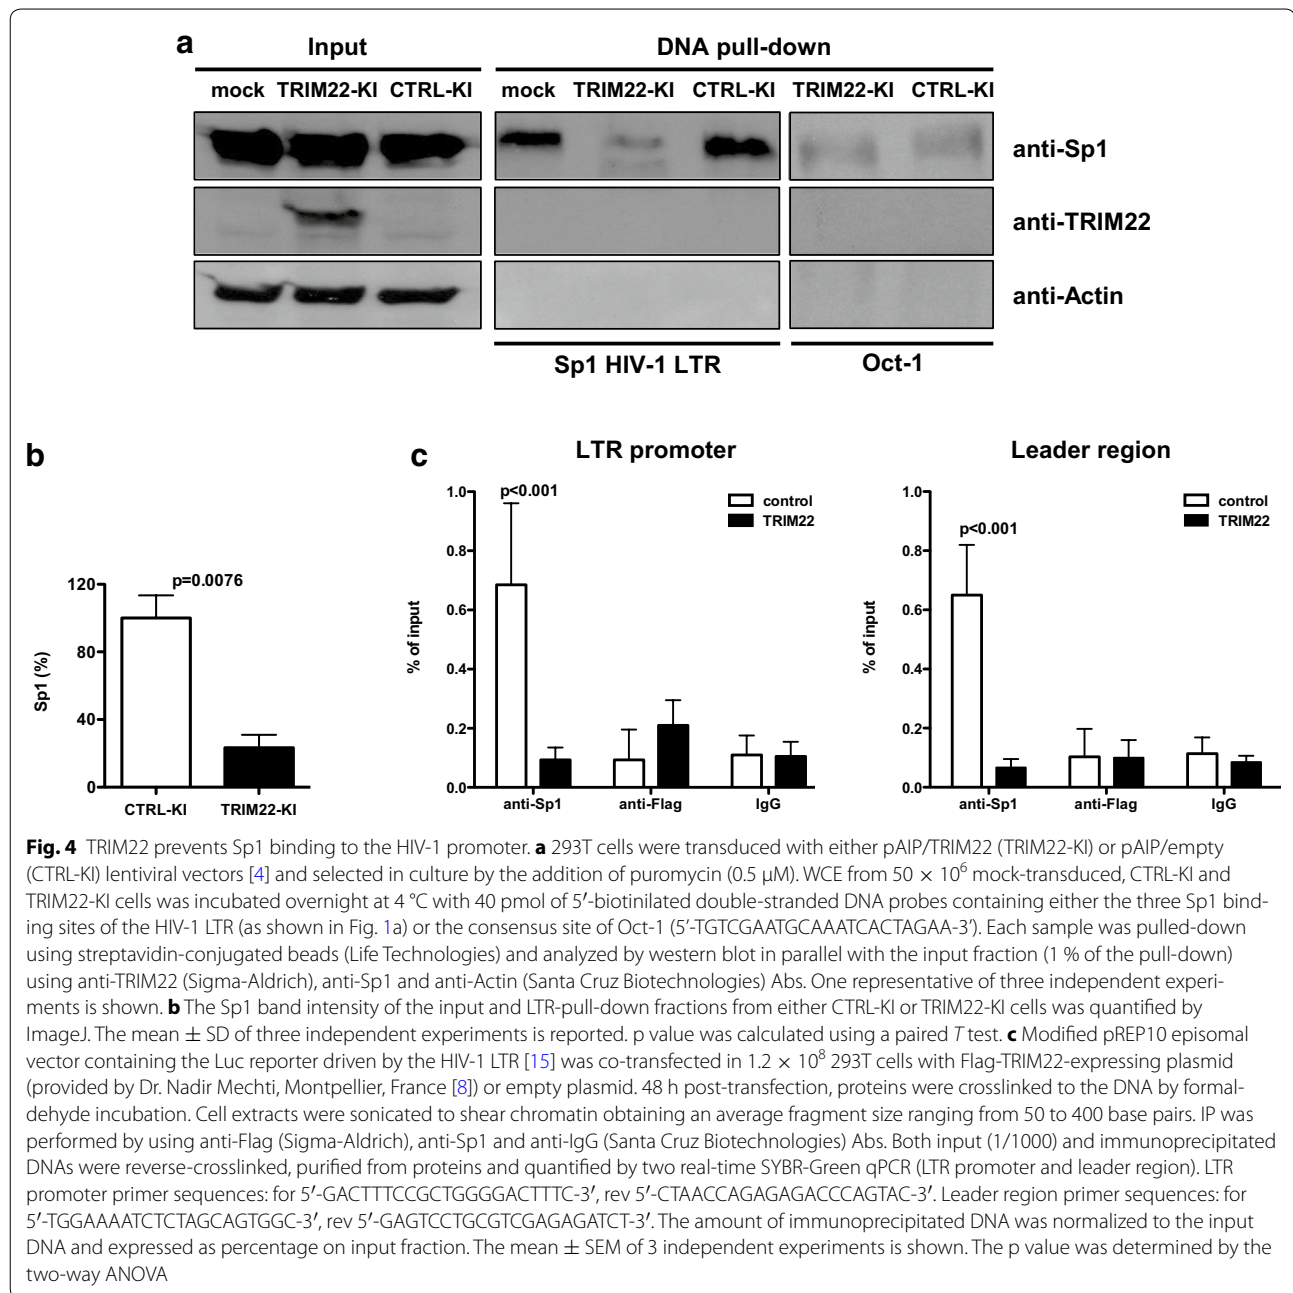 a
Input
DNA pull-down
mock TRIM22-KI CTRL-KI
mock TRIM22-KI CTRL-KI
TRIM22-KI CTRL-KI
anti-Sp1
anti-TRIM22
anti-Actin
Sp1 HIV-1 LTR
Oct-1
b
p=0.0076
120
80
40
0
Sp1 (%)
CTRL-KI TRIM22-KI
c
LTR promoter
p<0.001
control
TRIM22
1.0
0.8
0.6
0.4
0.2
0.0
% of input
anti-Sp1 anti-Flag IgG
Leader region
p<0.001
control
TRIM22
1.0
0.8
0.6
0.4
0.2
0.0
% of input
anti-Sp1 anti-Flag IgG
Fig. 4 TRIM22 prevents Sp1 binding to the HIV-1 promoter. a 293T cells were transduced with either pAIP/TRIM22 (TRIM22-KI) or pAIP/empty
(CTRL-KI) lentiviral vectors [4] and selected in culture by the addition of puromycin (0.5 μM). WCE from 50 × 10⁶ mock-transduced, CTRL-KI and
TRIM22-KI cells was incubated overnight at 4 °C with 40 pmol of 5′-biotinilated double-stranded DNA probes containing either the three Sp1 bind-
ing sites of the HIV-1 LTR (as shown in Fig. 1a) or the consensus site of Oct-1 (5′-TGTCGAATGCAAATCACTAGAA-3′). Each sample was pulled-down
using streptavidin-conjugated beads (Life Technologies) and analyzed by western blot in parallel with the input fraction (1 % of the pull-down)
using anti-TRIM22 (Sigma-Aldrich), anti-Sp1 and anti-Actin (Santa Cruz Biotechnologies) Abs. One representative of three independent experi-
ments is shown. b The Sp1 band intensity of the input and LTR-pull-down fractions from either CTRL-KI or TRIM22-KI cells was quantified by
ImageJ. The mean ± SD of three independent experiments is reported. p value was calculated using a paired T test. c Modified pREP10 episomal
vector containing the Luc reporter driven by the HIV-1 LTR [15] was co-transfected in 1.2 × 10⁸ 293T cells with Flag-TRIM22-expressing plasmid
(provided by Dr. Nadir Mechti, Montpellier, France [8]) or empty plasmid. 48 h post-transfection, proteins were crosslinked to the DNA by formal-
dehyde incubation. Cell extracts were sonicated to shear chromatin obtaining an average fragment size ranging from 50 to 400 base pairs. IP was
performed by using anti-Flag (Sigma-Aldrich), anti-Sp1 and anti-IgG (Santa Cruz Biotechnologies) Abs. Both input (1/1000) and immunoprecipitated
DNAs were reverse-crosslinked, purified from proteins and quantified by two real-time SYBR-Green qPCR (LTR promoter and leader region). LTR
promoter primer sequences: for 5′-GACTTTCCGCTGGGGACTTTC-3′, rev 5′-CTAACCAGAGAGACCCAGTAC-3′. Leader region primer sequences: for
5′-TGGAAAATCTCTAGCAGTGGC-3′, rev 5′-GAGTCCTGCGTCGAGAGATCT-3′. The amount of immunoprecipitated DNA was normalized to the input
DNA and expressed as percentage on input fraction. The mean ± SEM of 3 independent experiments is shown. The p value was determined by the
two-way ANOVA